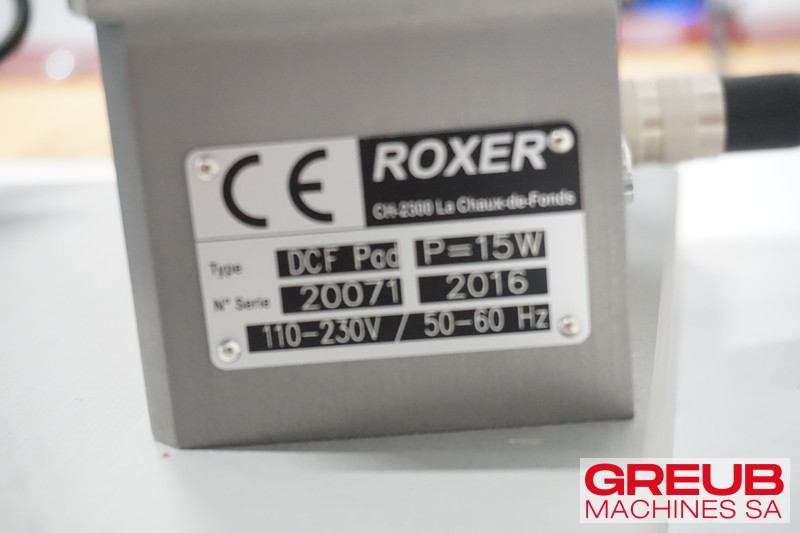 CE
ROXER
CH-2300 La Chaux-de-Fonds
Type DCF Pad P=15W
N° Serie 20071 2016
110-230V / 50-60 Hz
GREUB
MACHINES SA